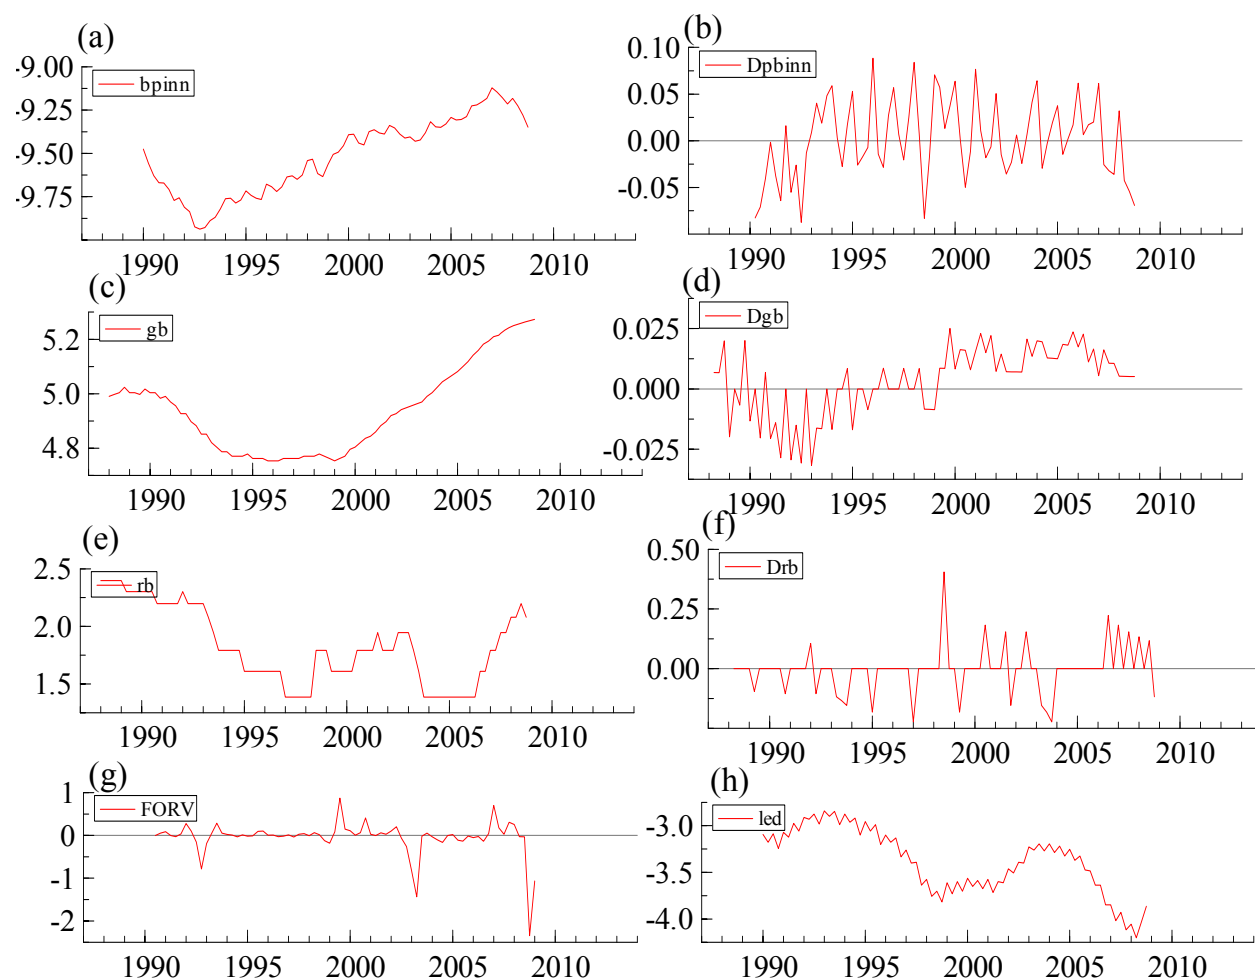 (a)
-9.00
bpinn
-9.25
-9.50
-9.75
1990 1995 2000 2005 2010
(b)
0.10
Dpbinn
0.05
0.00
-0.05
1990 1995 2000 2005 2010
(c)
gb
5.2
5.0
4.8
1990 1995 2000 2005 2010
(d)
Dgb
0.025
0.000
-0.025
1990 1995 2000 2005 2010
(e)
2.5
rb
2.0
1.5
1990 1995 2000 2005 2010
(f)
0.50
Drb
0.25
0.00
1990 1995 2000 2005 2010
(g)
1
FORV
0
-1
-2
1990 1995 2000 2005 2010
(h)
led
-3.0
-3.5
-4.0
1990 1995 2000 2005 2010